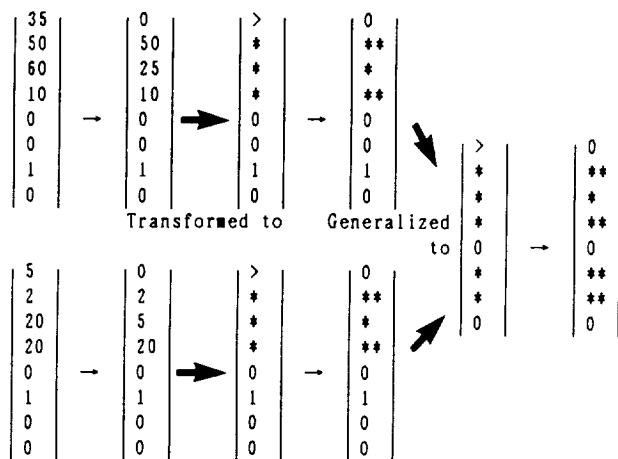 35 0 > 0
50 50 * **
60 25 * *
10 10 * **
0 → 0 → 0 → 0
0 0 0 0 > 0
1 1 1 1 * **
0 0 0 0 * *
Transformed to Generalized * **
to 0 → 0
5 0 > 0 * **
2 2 * ** * **
20 5 * * 0 0
20 20 * **
0 → 0 → 0 → 0
1 1 1 1
0 0 0 0
0 0 0 0